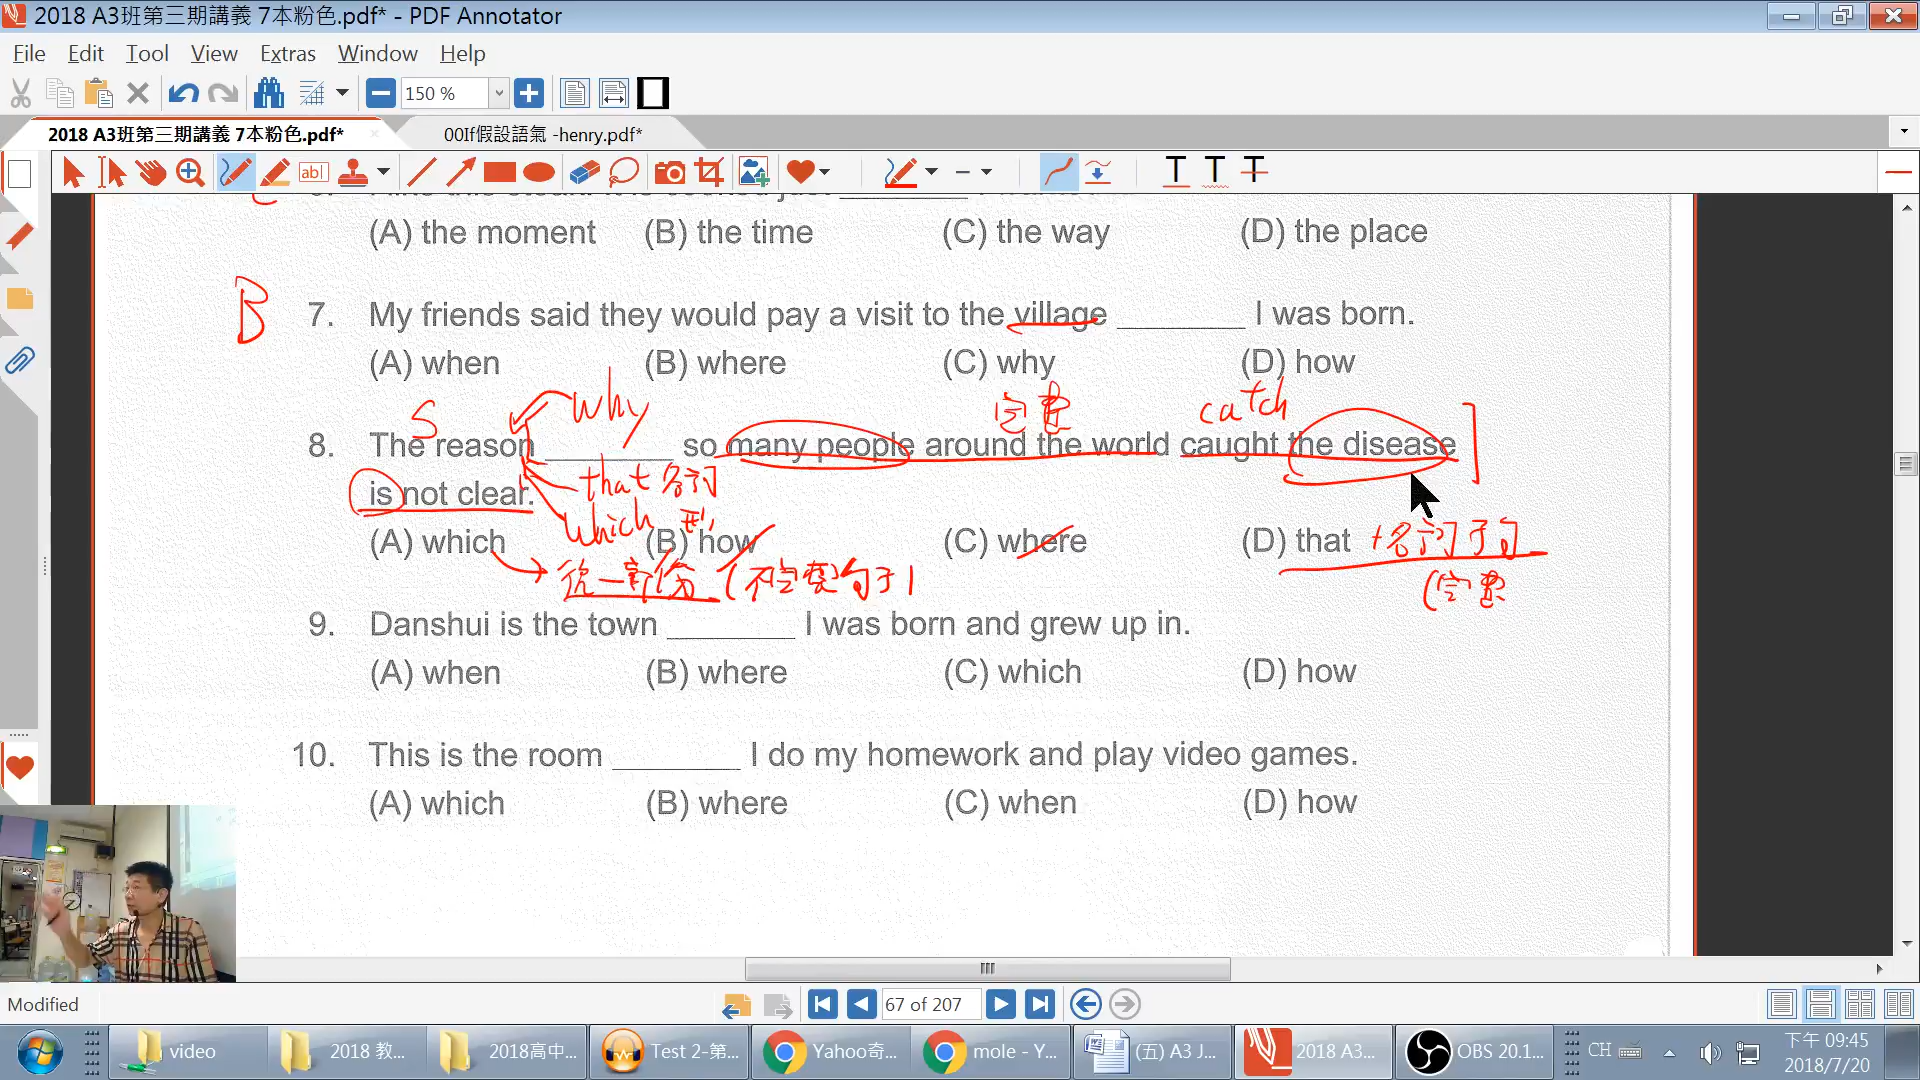 2018 A3班第三期講義 7本粉色.pdf* - PDF Annotator
File Edit Tool View Extras Window Help
150 %
2018 A3班第三期講義 7本粉色.pdf*
00If假設語氣 -henry.pdf*
(A) the moment (B) the time (C) the way (D) the place
B
7. My friends said they would pay a visit to the village ________ I was born.
(A) when (B) where (C) why (D) how
S why 完整 catch
8. The reason ________ so many people around the world caught the disease
is not clear.
that 名詞
which
(A) which (B) how (C) where (D) that +名詞子句
(不完整句子)
(完整
9. Danshui is the town ________ I was born and grew up in.
(A) when (B) where (C) which (D) how
10. This is the room ________ I do my homework and play video games.
(A) which (B) where (C) when (D) how
Modified
67 of 207
video
2018 教...
2018高中...
Test 2-第...
Yahoo奇...
mole - Y...
(五) A3 J...
2018 A3...
OBS 20.1...
CH
下午 09:45
2018/7/20